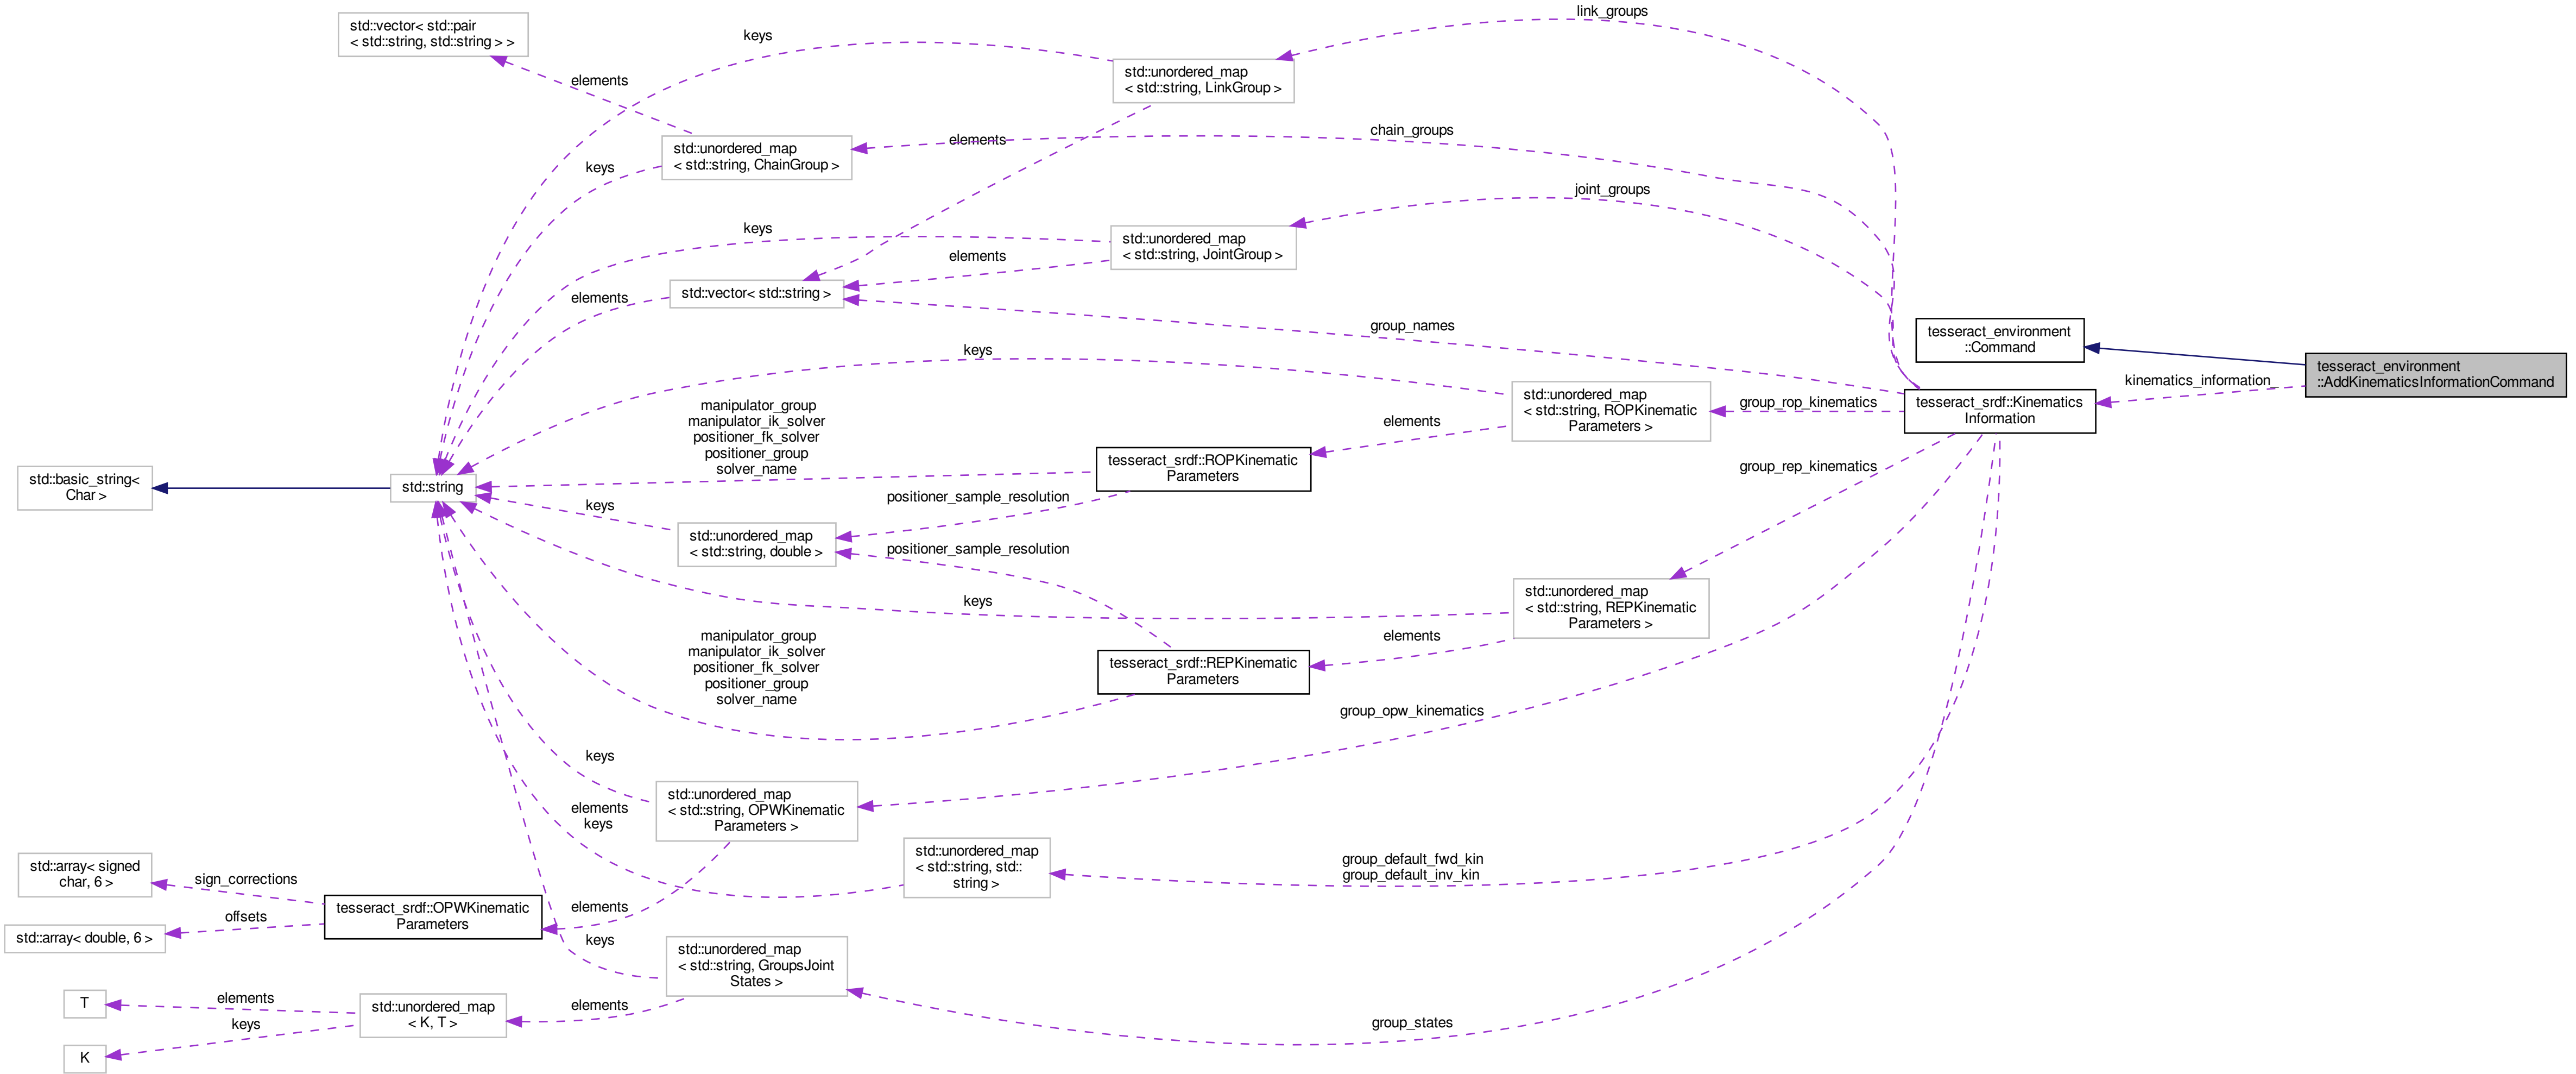 link_groups
std::vector< std::pair
< std::string, std::string > >
keys
elements
std::unordered_map
< std::string, LinkGroup >
chain_groups
elements
std::unordered_map
< std::string, ChainGroup >
keys
joint_groups
keys
std::unordered_map
< std::string, JointGroup >
elements
std::vector< std::string >
elements
group_names
tesseract_environment
::Command
keys
tesseract_environment
::AddKinematicsInformationCommand
kinematics_information
std::unordered_map
< std::string, ROPKinematic
Parameters >
group_rop_kinematics
tesseract_srdf::Kinematics
Information
manipulator_group
manipulator_ik_solver
positioner_fk_solver
positioner_group
solver_name
elements
tesseract_srdf::ROPKinematic
Parameters
group_rep_kinematics
std::basic_string<
Char >
std::string
positioner_sample_resolution
keys
std::unordered_map
< std::string, double >
positioner_sample_resolution
keys
std::unordered_map
< std::string, REPKinematic
Parameters >
manipulator_group
manipulator_ik_solver
positioner_fk_solver
positioner_group
solver_name
elements
tesseract_srdf::REPKinematic
Parameters
group_opw_kinematics
keys
std::unordered_map
< std::string, OPWKinematic
Parameters >
elements
keys
std::unordered_map
< std::string, std::
string >
group_default_fwd_kin
group_default_inv_kin
std::array< signed
char, 6 >
sign_corrections
tesseract_srdf::OPWKinematic
Parameters
elements
offsets
std::array< double, 6 >
keys
std::unordered_map
< std::string, GroupsJoint
States >
T
elements
std::unordered_map
< K, T >
elements
keys
group_states
K